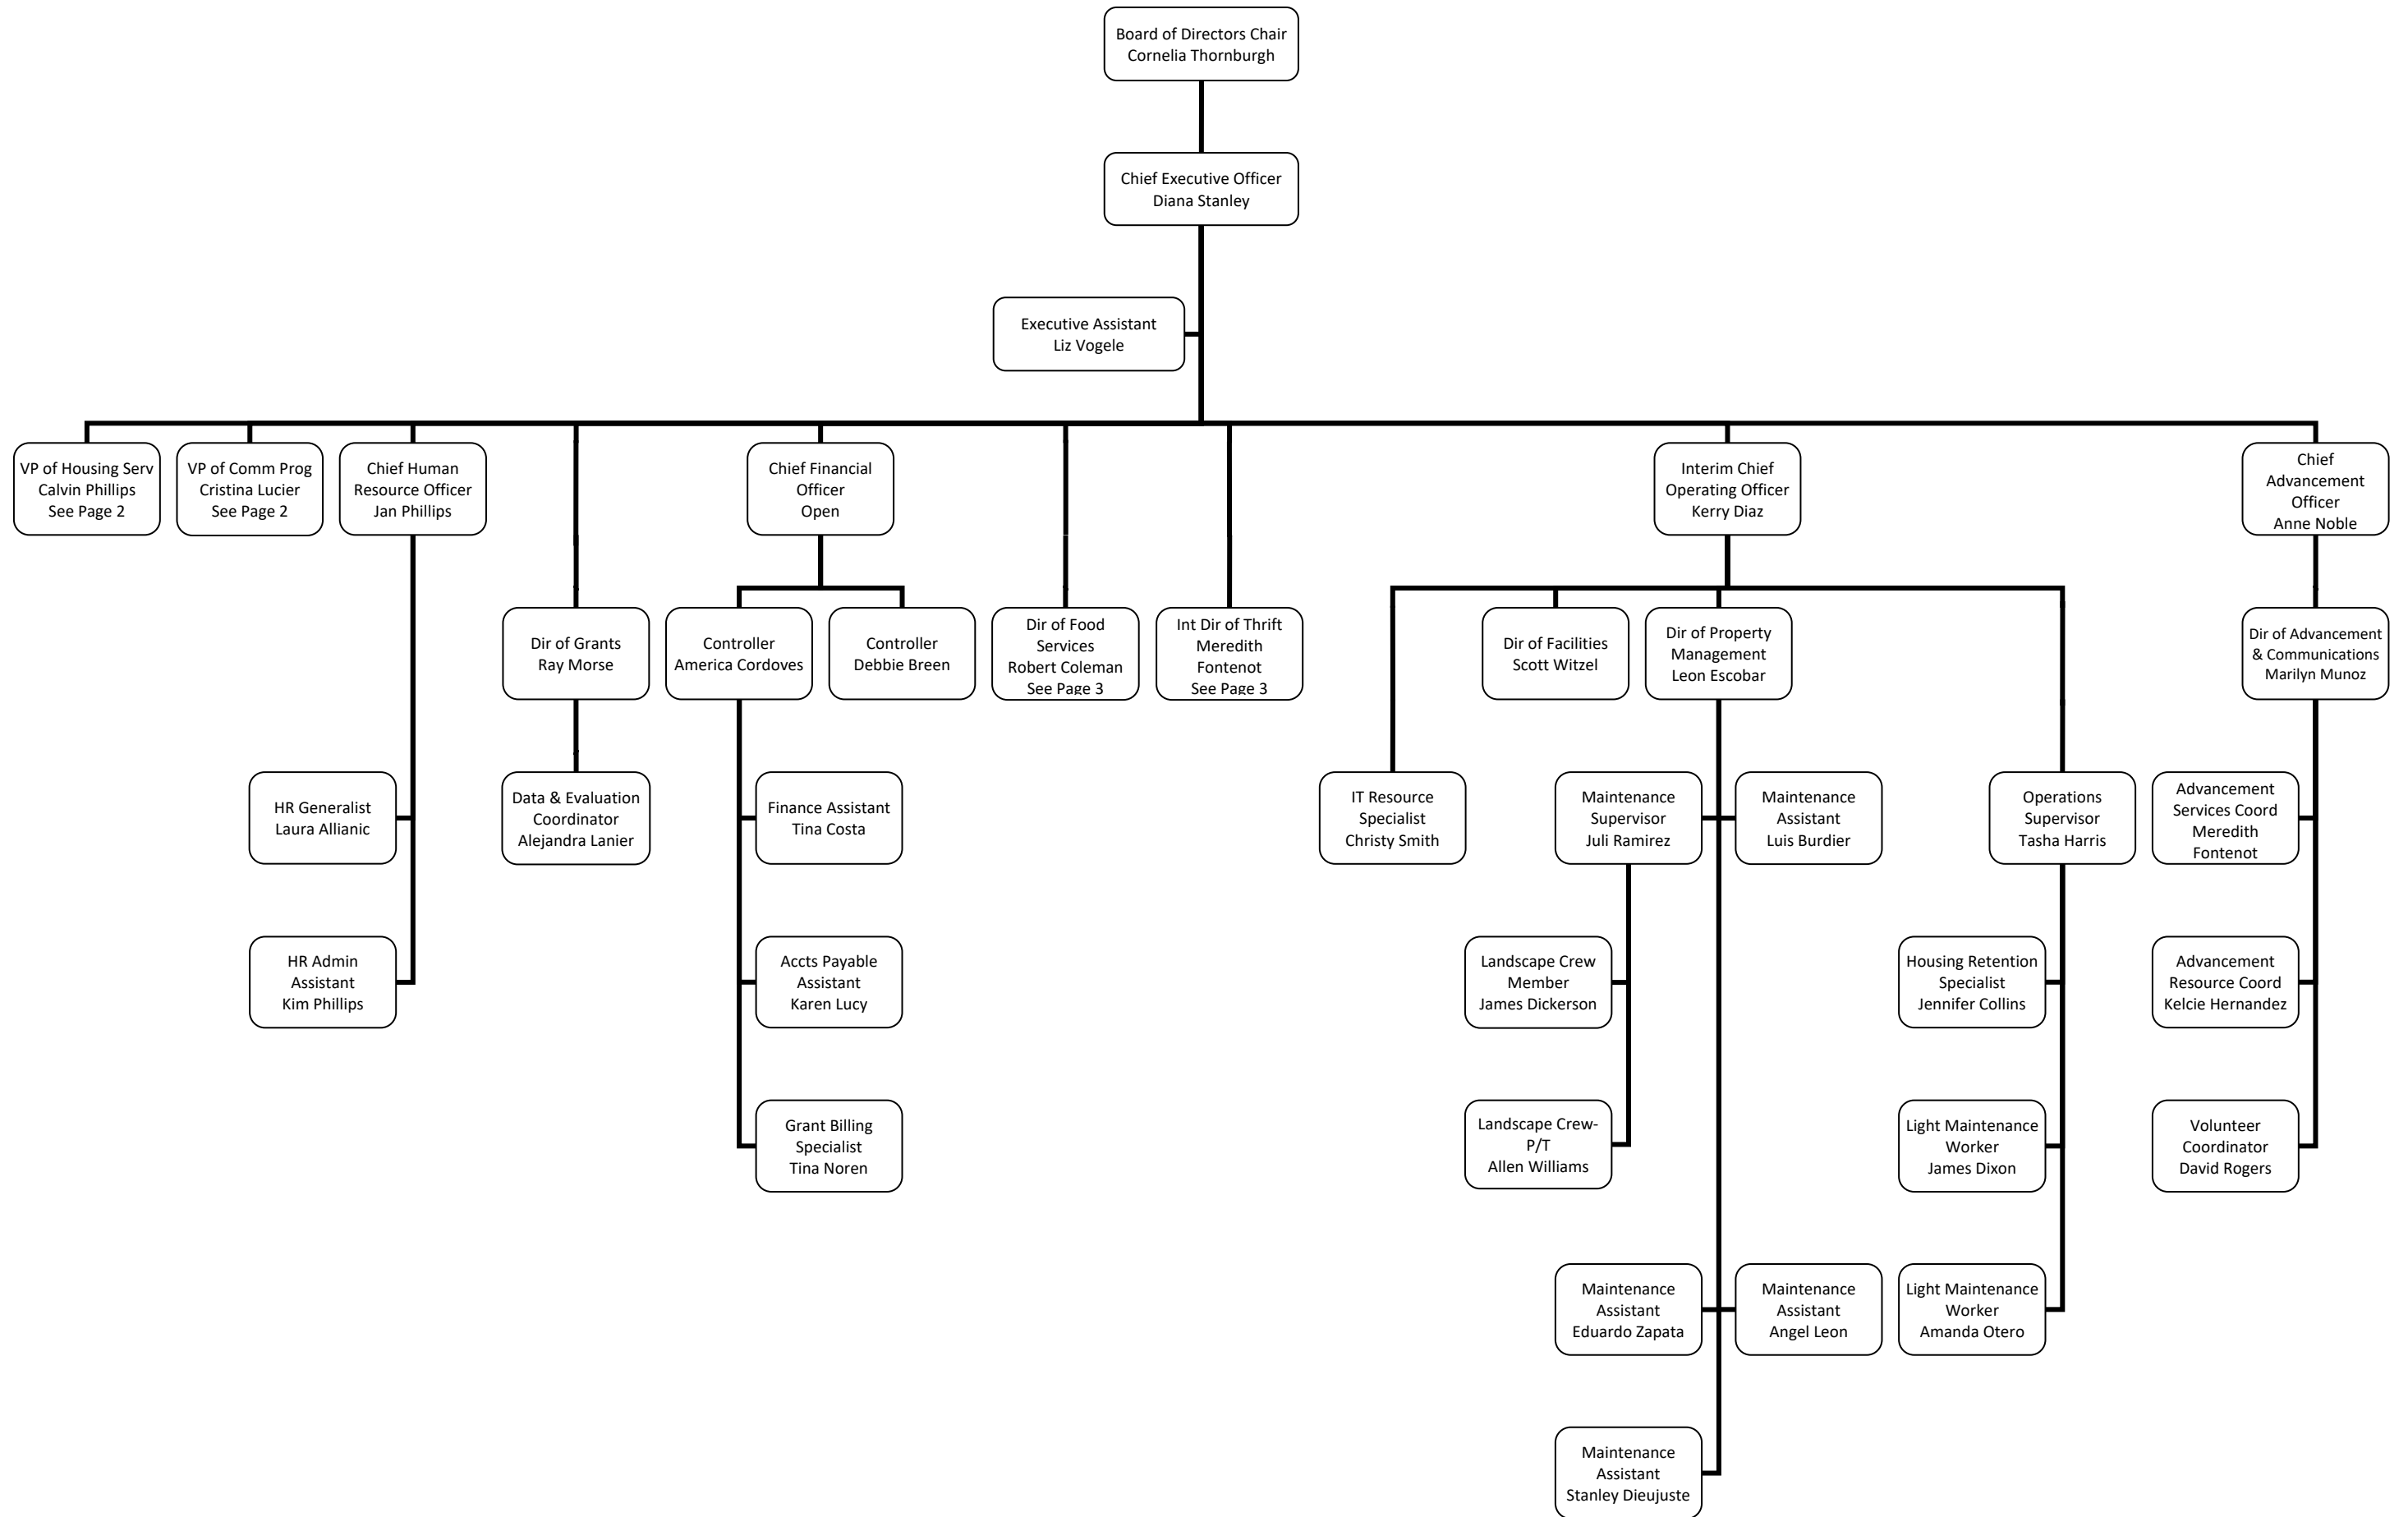 Board of Directors Chair
Cornelia Thornburgh
Chief Executive Officer
Diana Stanley
Executive Assistant
Liz Vogele
VP of Housing Serv
Calvin Phillips
See Page 2
VP of Comm Prog
Cristina Lucier
See Page 2
Chief Human
Resource Officer
Jan Phillips
Chief Financial
Officer
Open
Interim Chief
Operating Officer
Kerry Diaz
Chief
Advancement
Officer
Anne Noble
Dir of Grants
Ray Morse
Controller
America Cordoves
Controller
Debbie Breen
Dir of Food
Services
Robert Coleman
See Page 3
Int Dir of Thrift
Meredith
Fontenot
See Page 3
Dir of Facilities
Scott Witzel
Dir of Property
Management
Leon Escobar
Dir of Advancement
& Communications
Marilyn Munoz
HR Generalist
Laura Allianic
Data & Evaluation
Coordinator
Alejandra Lanier
Finance Assistant
Tina Costa
IT Resource
Specialist
Christy Smith
Maintenance
Supervisor
Juli Ramirez
Maintenance
Assistant
Luis Burdier
Operations
Supervisor
Tasha Harris
Advancement
Services Coord
Meredith
Fontenot
HR Admin
Assistant
Kim Phillips
Accts Payable
Assistant
Karen Lucy
Landscape Crew
Member
James Dickerson
Housing Retention
Specialist
Jennifer Collins
Advancement
Resource Coord
Kelcie Hernandez
Grant Billing
Specialist
Tina Noren
Landscape Crew-
P/T
Allen Williams
Light Maintenance
Worker
James Dixon
Volunteer
Coordinator
David Rogers
Maintenance
Assistant
Eduardo Zapata
Maintenance
Assistant
Angel Leon
Light Maintenance
Worker
Amanda Otero
Maintenance
Assistant
Stanley Dieujuste